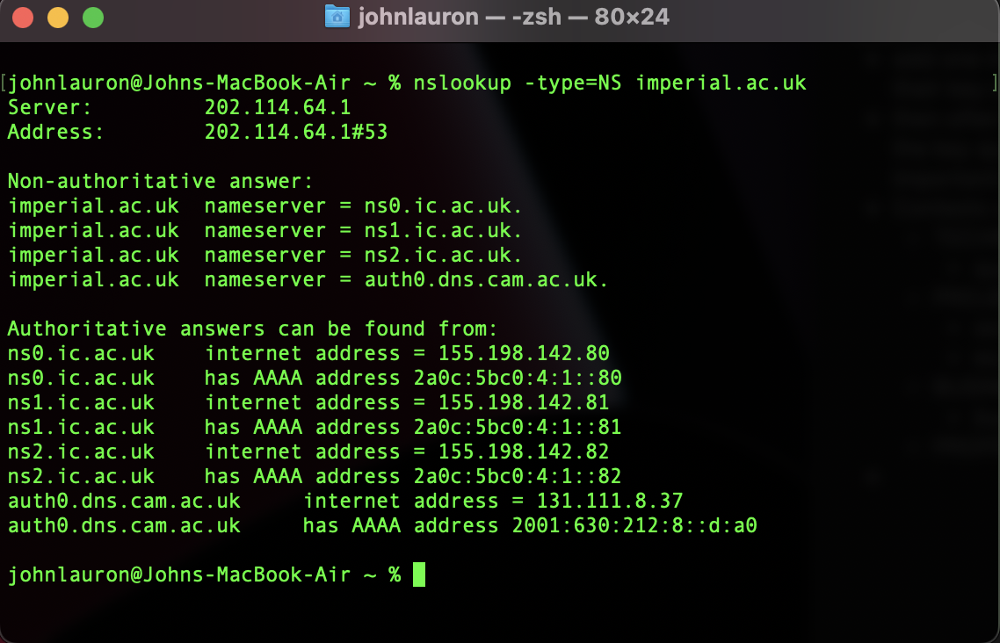 johnlauron — -zsh — 80×24
[johnlauron@Johns-MacBook-Air ~ % nslookup -type=NS imperial.ac.uk ]
Server:		202.114.64.1
Address:	202.114.64.1#53
Non-authoritative answer:
imperial.ac.uk	nameserver = ns0.ic.ac.uk.
imperial.ac.uk	nameserver = ns1.ic.ac.uk.
imperial.ac.uk	nameserver = ns2.ic.ac.uk.
imperial.ac.uk	nameserver = auth0.dns.cam.ac.uk.
Authoritative answers can be found from:
ns0.ic.ac.uk	internet address = 155.198.142.80
ns0.ic.ac.uk	has AAAA address 2a0c:5bc0:4:1::80
ns1.ic.ac.uk	internet address = 155.198.142.81
ns1.ic.ac.uk	has AAAA address 2a0c:5bc0:4:1::81
ns2.ic.ac.uk	internet address = 155.198.142.82
ns2.ic.ac.uk	has AAAA address 2a0c:5bc0:4:1::82
auth0.dns.cam.ac.uk	internet address = 131.111.8.37
auth0.dns.cam.ac.uk	has AAAA address 2001:630:212:8::d:a0
johnlauron@Johns-MacBook-Air ~ %